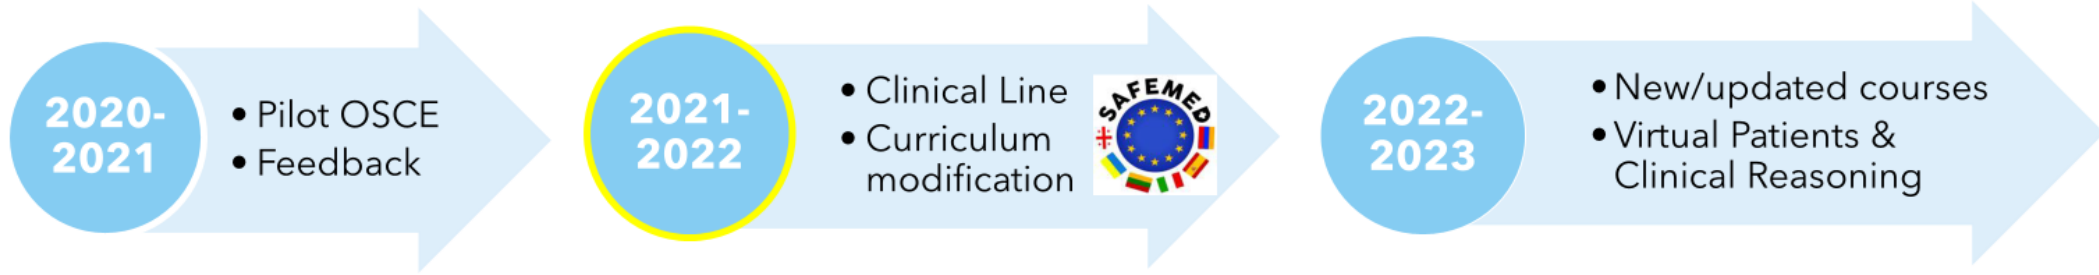 2020-
2021
• Pilot OSCE
• Feedback
2021-
2022
• Clinical Line
• Curriculum
modification
SAFEMED
2022-
2023
• New/updated courses
• Virtual Patients &
Clinical Reasoning